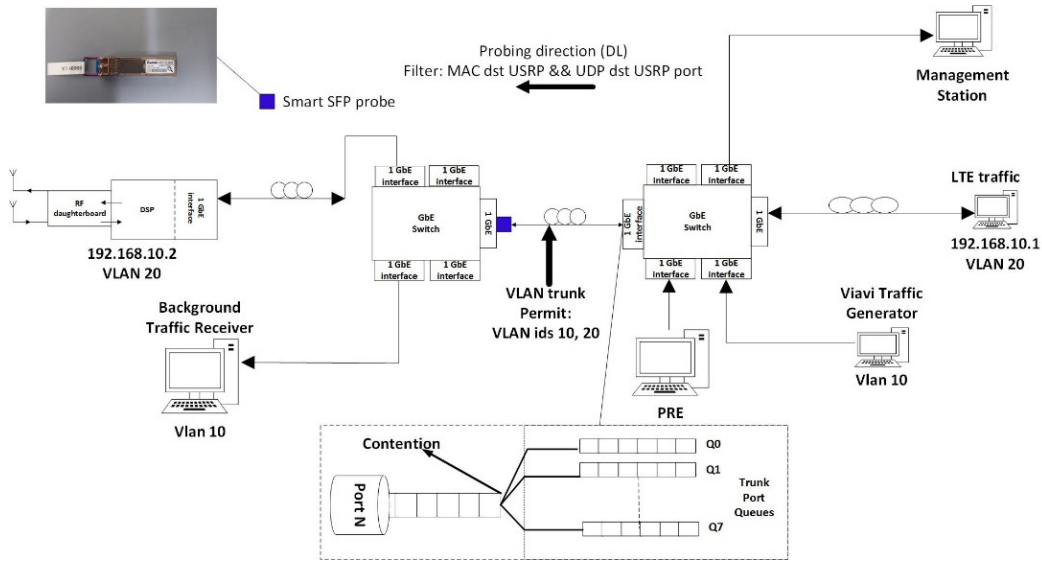 Probing direction (DL)
Filter: MAC dst USRP && UDP dst USRP port
Smart SFP probe
Management
Station
1 GbE
interface
1 GbE
interface
1 GbE
interface
1 GbE
interface
LTE traffic
RF
daughterboard
DSP
1 GbE
interface
GbE
Switch
1 GbE
1 GbE
interface
GbE
Switch
1 GbE
192.168.10.2
VLAN 20
1 GbE
interface
1 GbE
interface
1 GbE
interface
1 GbE
interface
192.168.10.1
VLAN 20
Background
Traffic Receiver
VLAN trunk
Permit:
VLAN ids 10, 20
Viavi Traffic
Generator
Vlan 10
PRE
Vlan 10
Contention
Port N
Q0
Q1
Q7
Trunk
Port
Queues